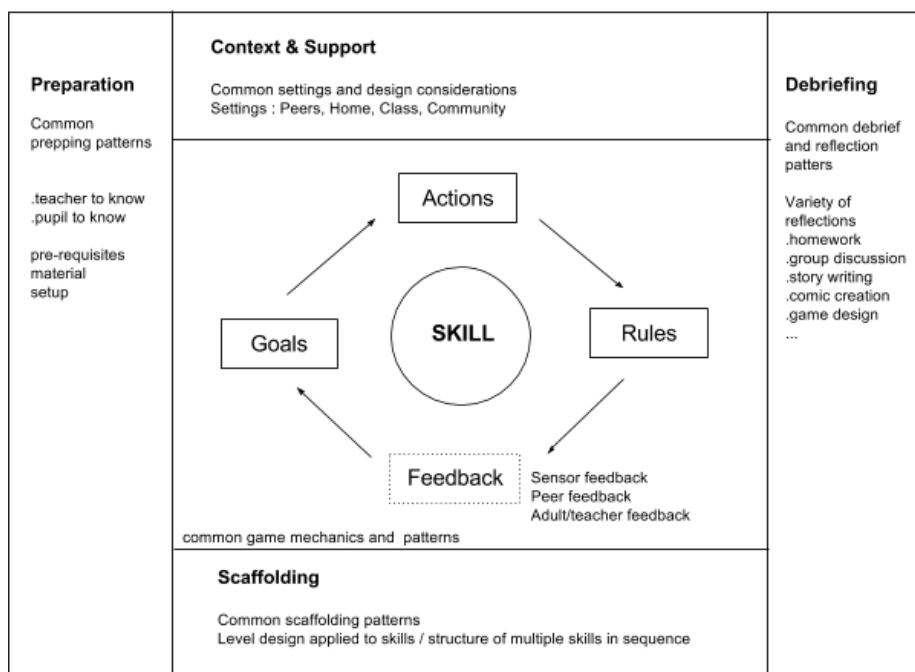 Preparation
Common
prepping patterns
.teacher to know
.pupil to know
pre-requisites
material
setup
Context & Support
Common settings and design considerations
Settings : Peers, Home, Class, Community
Actions
Goals
SKILL
Rules
Feedback
Sensor feedback
Peer feedback
Adult/teacher feedback
common game mechanics and patterns
Scaffolding
Common scaffolding patterns
Level design applied to skills / structure of multiple skills in sequence
Debriefing
Common debrief
and reflection
patters
Variety of
reflections
.homework
.group discussion
.story writing
.comic creation
.game design
...